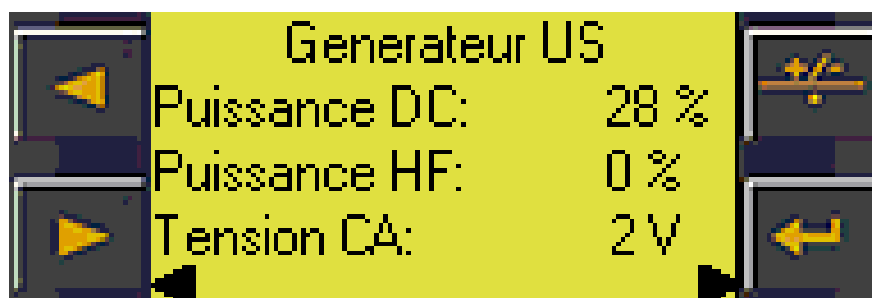 Generateur US
Puissance DC: 28 %
Puissance HF: 0 %
Tension CA: 2 V
+/-